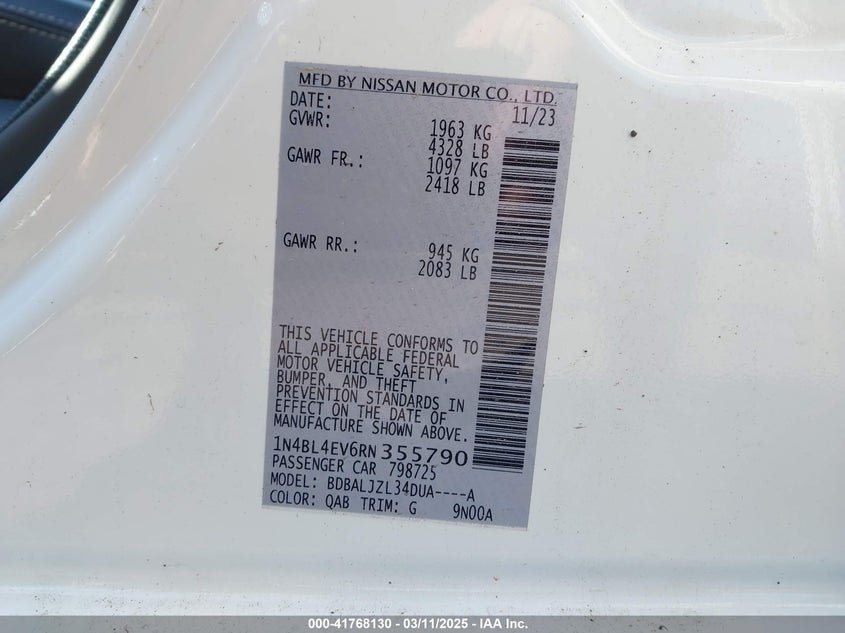 MFD BY NISSAN MOTOR CO., LTD.
DATE: 11/23
GVWR: 1963 KG
4328 LB
GAWR FR.: 1097 KG
2418 LB
GAWR RR.: 945 KG
2083 LB
THIS VEHICLE CONFORMS TO
ALL APPLICABLE FEDERAL
MOTOR VEHICLE SAFETY,
BUMPER, AND THEFT
PREVENTION STANDARDS IN
EFFECT ON THE DATE OF
MANUFACTURE SHOWN ABOVE.
1N4BL4EV6RN355790
PASSENGER CAR 798725
MODEL: BDBALJZL34DUA----A
COLOR: QAB TRIM: G 9N00A
000-41768130 - 03/11/2025 - IAA Inc.